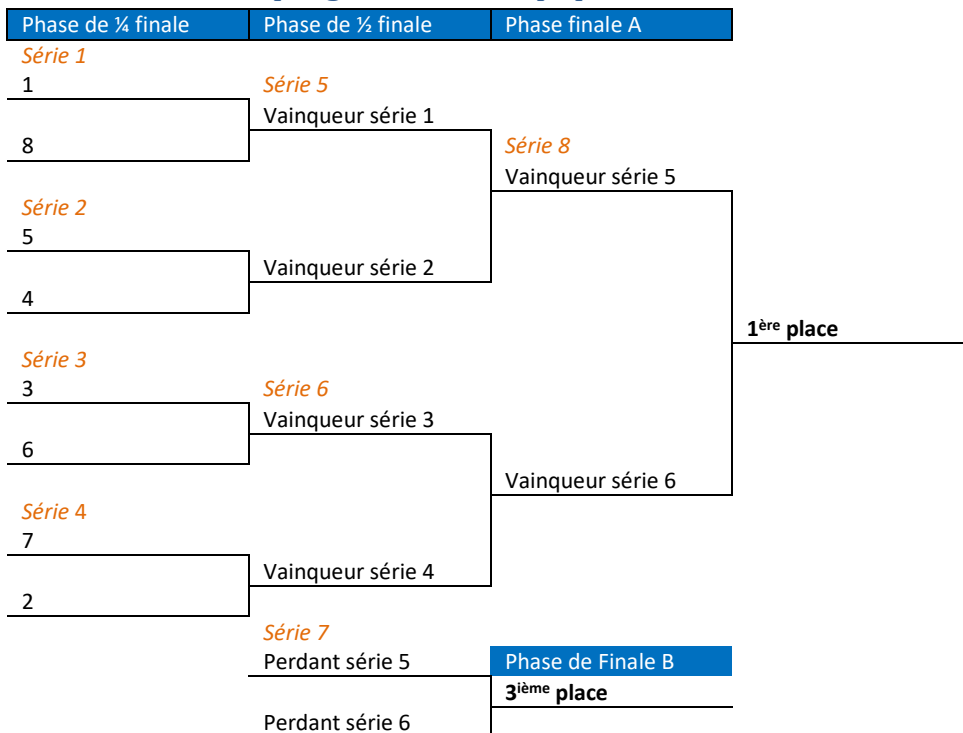 Phase de ¼ finale
Phase de ½ finale
Phase finale A
Série 1
1
Série 5
Vainqueur série 1
8
Série 8
Vainqueur série 5
Série 2
5
Vainqueur série 2
4
1ère place
Série 3
3
Série 6
Vainqueur série 3
6
Vainqueur série 6
Série 4
7
Vainqueur série 4
2
Série 7
Perdant série 5
Phase de Finale B
3ième place
Perdant série 6